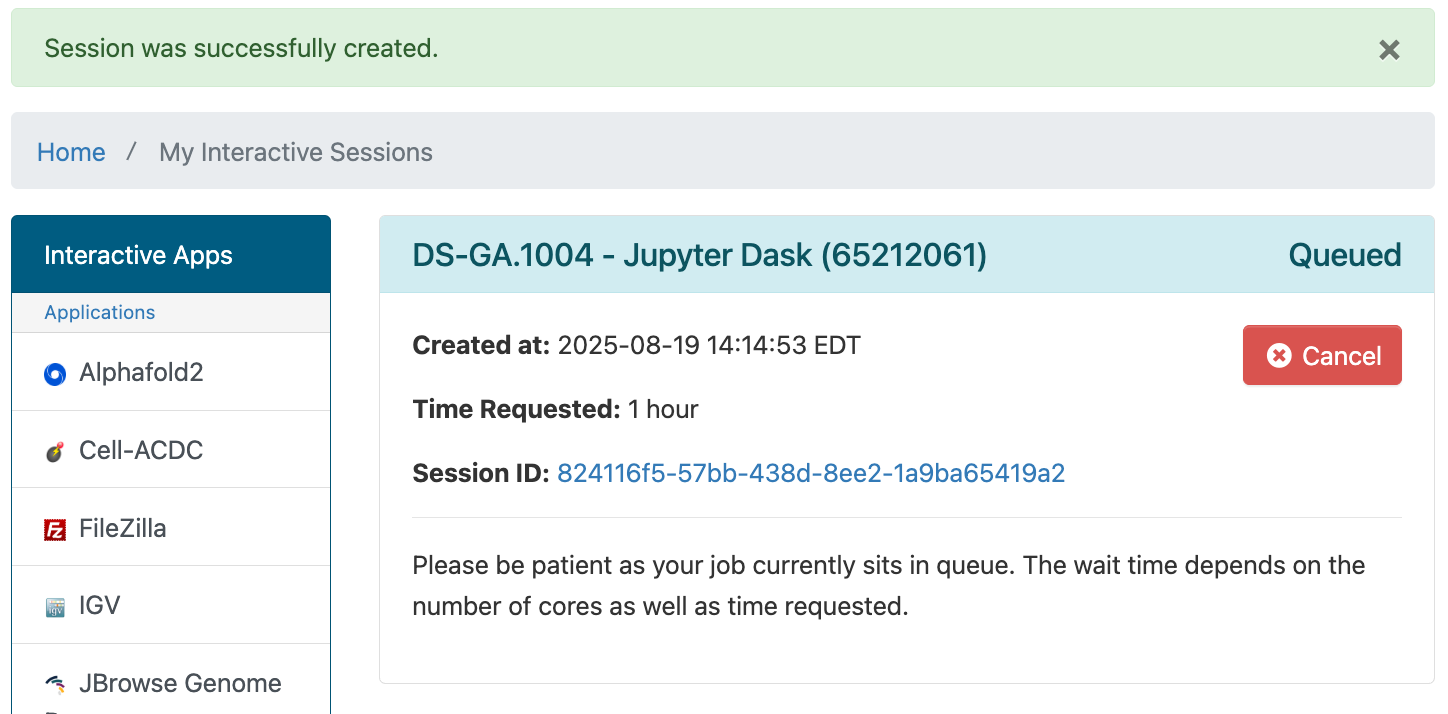 Session was successfully created.
×
Home / My Interactive Sessions
Interactive Apps
Applications
Alphafold2
Cell-ACDC
FileZilla
IGV
JBrowse Genome
DS-GA.1004 - Jupyter Dask (65212061)
Queued
Created at: 2025-08-19 14:14:53 EDT
Cancel
Time Requested: 1 hour
Session ID: 824116f5-57bb-438d-8ee2-1a9ba65419a2
Please be patient as your job currently sits in queue. The wait time depends on the
number of cores as well as time requested.